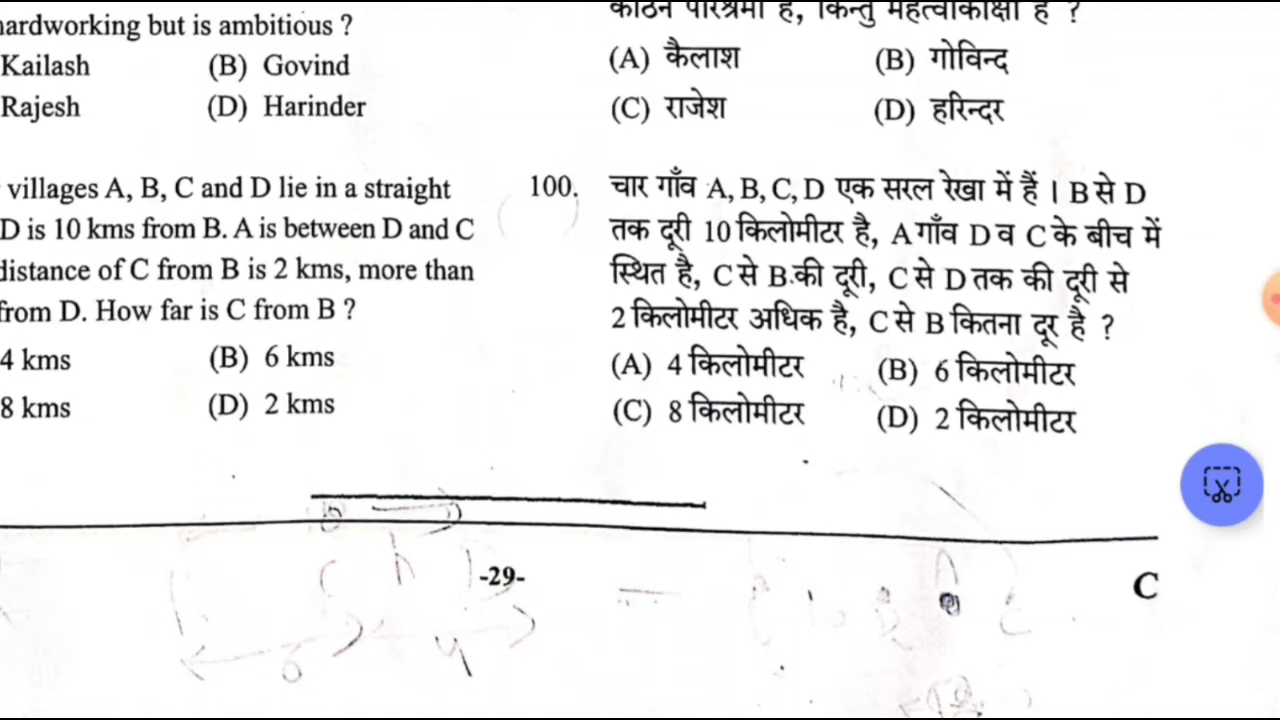 hardworking but is ambitious ?
Kailash (B) Govind
Rajesh (D) Harinder
villages A, B, C and D lie in a straight
D is 10 kms from B. A is between D and C
distance of C from B is 2 kms, more than
from D. How far is C from B ?
4 kms (B) 6 kms
8 kms (D) 2 kms
कठिन परिश्रमी है, किन्तु महत्वाकांक्षी है ?
(A) कैलाश (B) गोविन्द
(C) राजेश (D) हरिन्दर
100. चार गाँव A, B, C, D एक सरल रेखा में हैं । B से D
तक दूरी 10 किलोमीटर है, A गाँव D व C के बीच में
स्थित है, C से B की दूरी, C से D तक की दूरी से
2 किलोमीटर अधिक है, C से B कितना दूर है ?
(A) 4 किलोमीटर (B) 6 किलोमीटर
(C) 8 किलोमीटर (D) 2 किलोमीटर
-29-
C